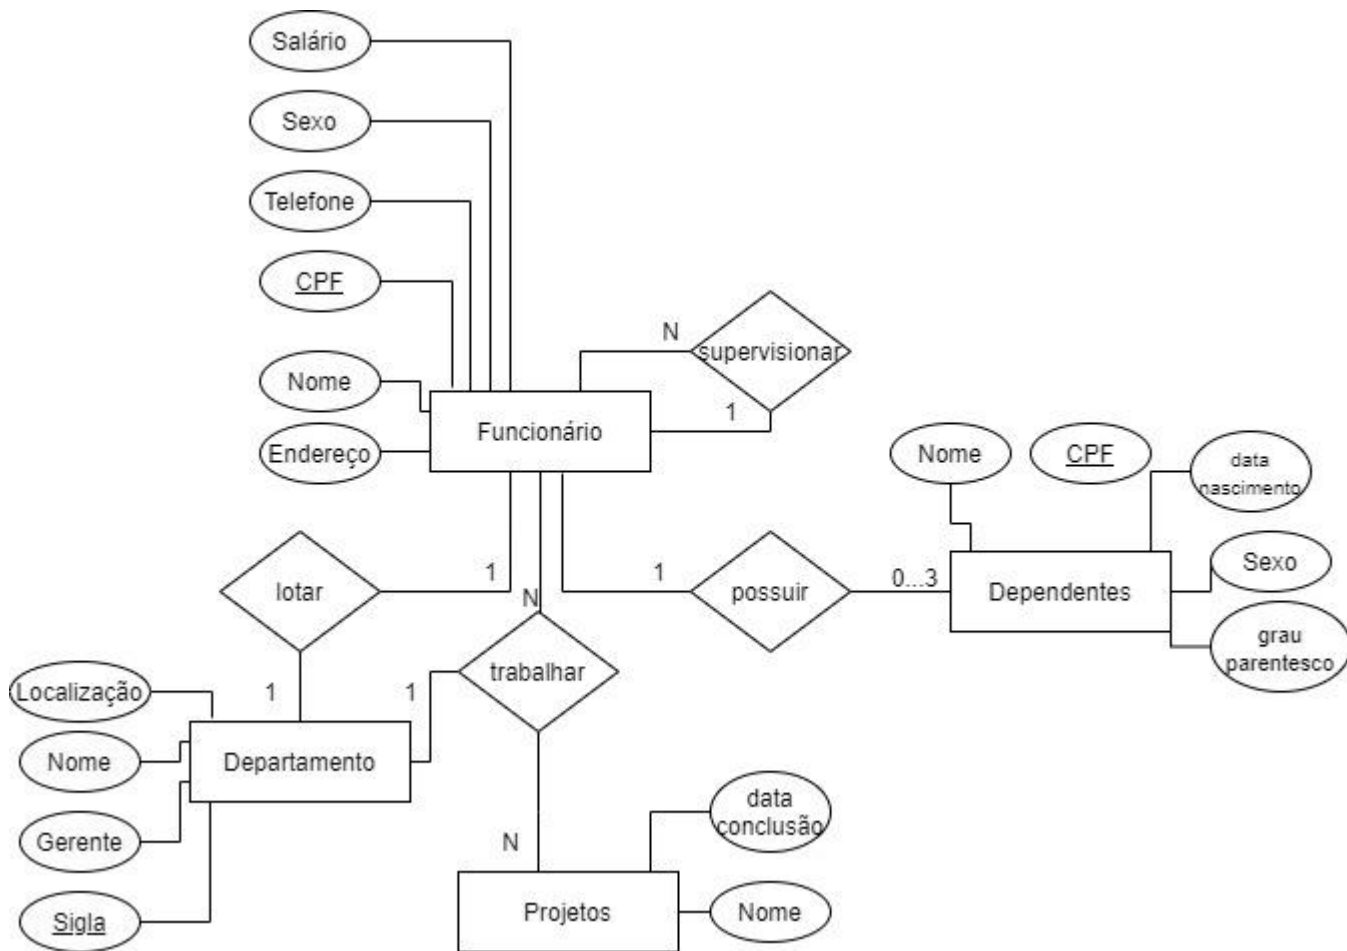 Salário
Sexo
Telefone
CPF
N
supervisionar
Nome
1
Funcionário
Endereço
Nome
CPF
data
nascimento
lotar
1
N
1
possuir
0...3
Dependentes
Sexo
grau
parentesco
trabalhar
Localização
1
1
Nome
Departamento
Gerente
Sigla
N
data
conclusão
Projetos
Nome